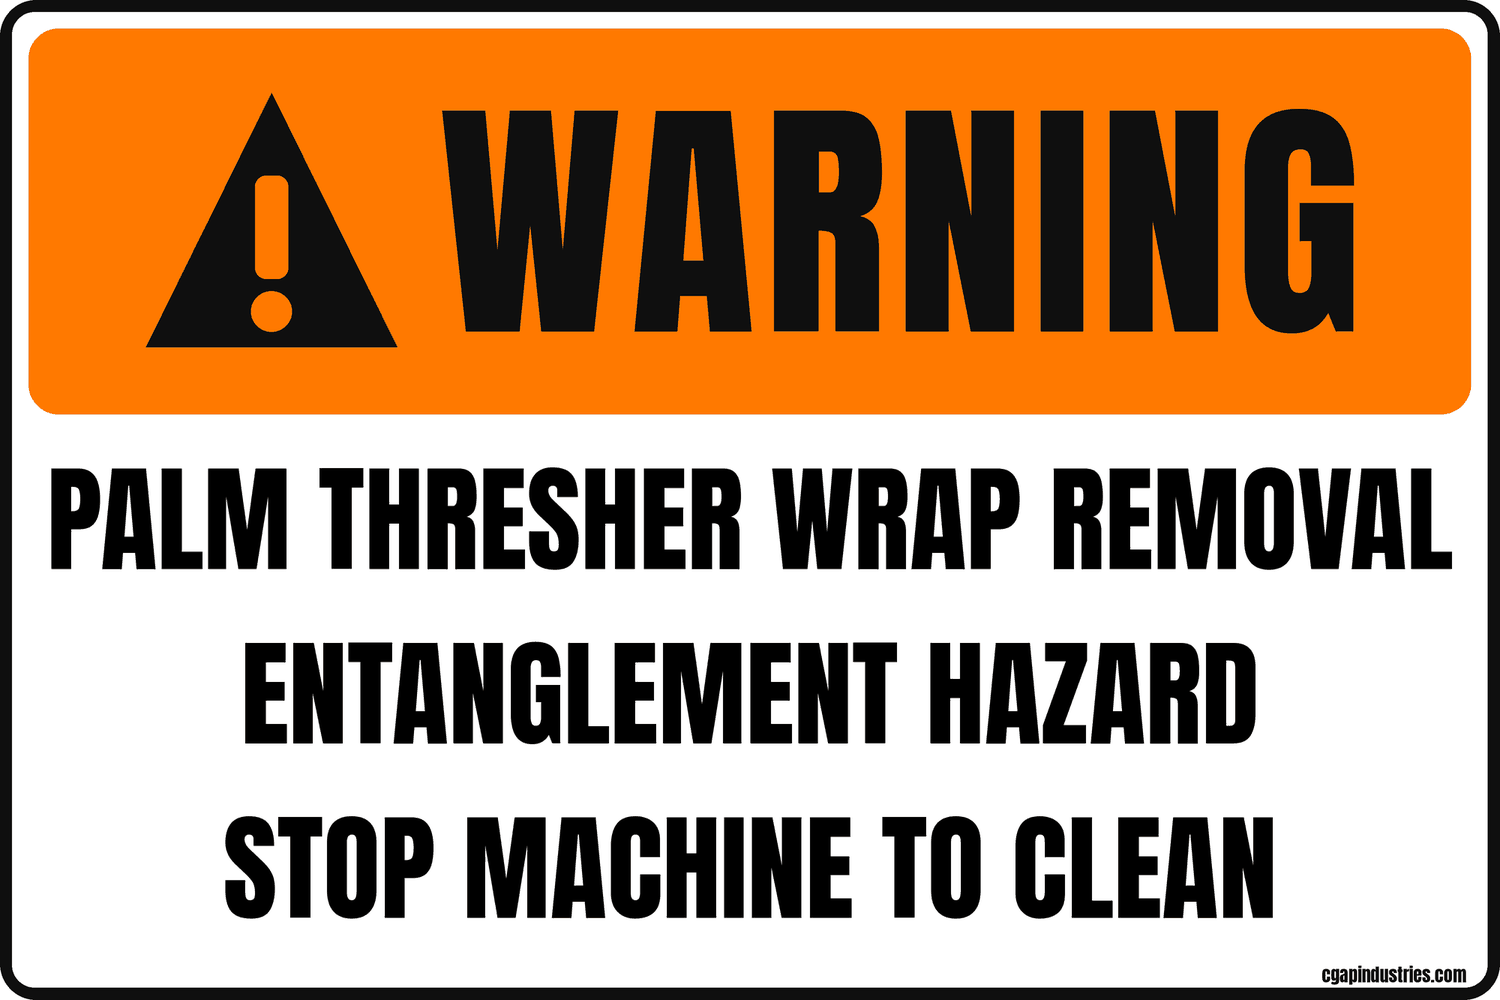 WARNING
PALM THRESHER WRAP REMOVAL
ENTANGLEMENT HAZARD
STOP MACHINE TO CLEAN
cgapindustries.com